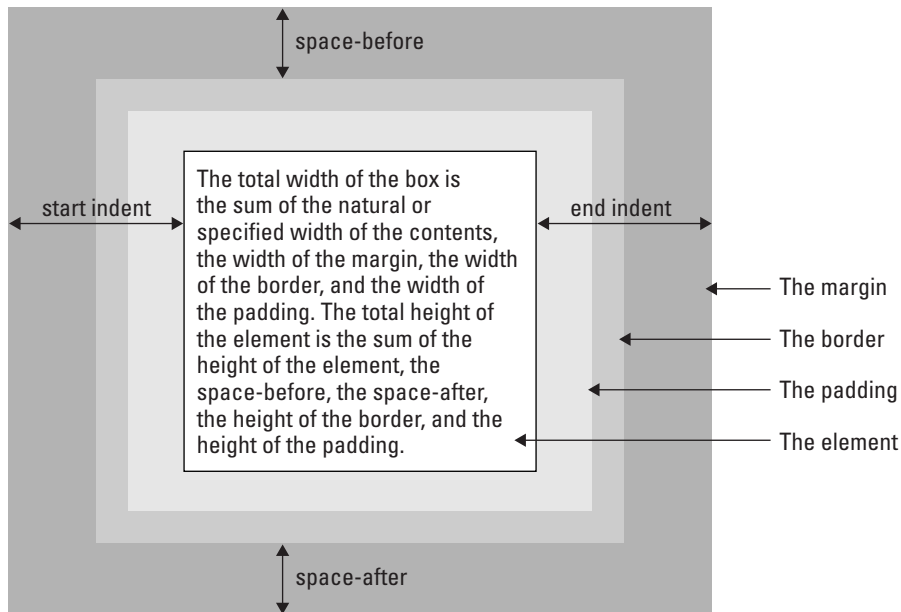 space-before
start indent
The total width of the box is
the sum of the natural or
specified width of the contents,
the width of the margin, the width
of the border, and the width of
the padding. The total height of
the element is the sum of the
height of the element, the
space-before, the space-after,
the height of the border, and the
height of the padding.
end indent
The margin
The border
The padding
The element
space-after